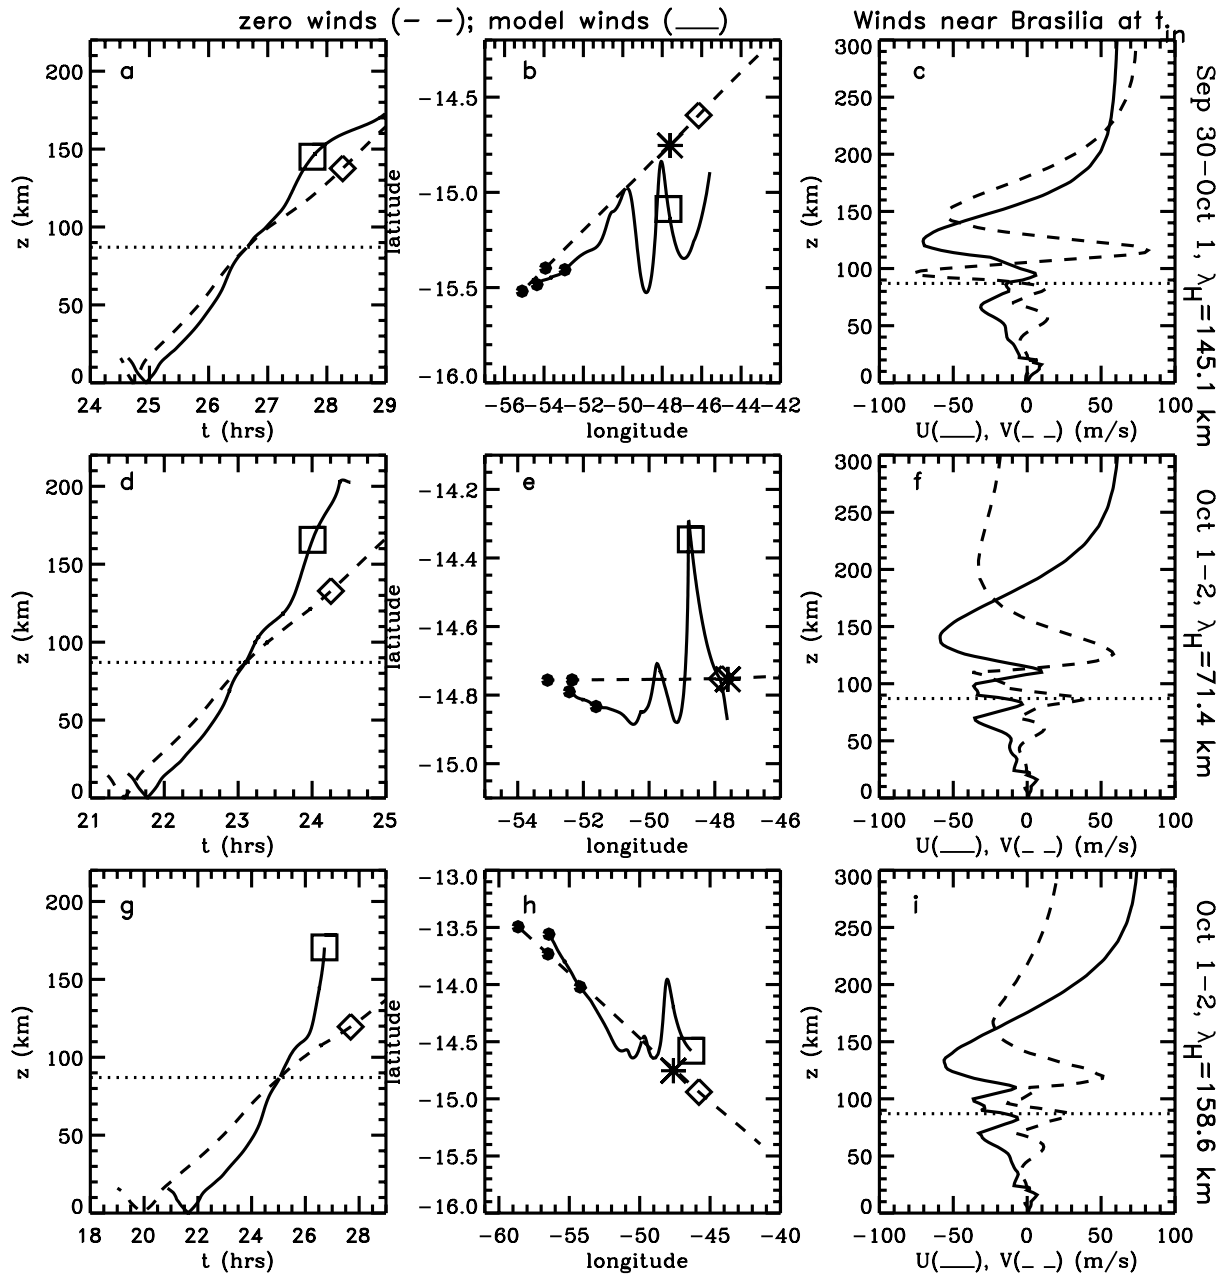 zero winds (– –); model winds (___)
Winds near Brasilia at t_in
a
z (km)
200
150
100
50
0
24 25 26 27 28 29
t (hrs)
b
latitude
−14.5
−15.0
−15.5
−16.0
−56 −54 −52 −50 −48 −46 −44 −42
longitude
c
z (km)
300
250
200
150
100
50
0
−100 −50 0 50 100
U(___), V(_ _) (m/s)
Sep 30−Oct 1, λ_H=145.1 km
d
z (km)
200
150
100
50
0
21 22 23 24 25
t (hrs)
e
latitude
−14.2
−14.4
−14.6
−14.8
−15.0
−54 −52 −50 −48 −46
longitude
f
z (km)
300
250
200
150
100
50
0
−100 −50 0 50 100
U(___), V(_ _) (m/s)
Oct 1−2, λ_H=71.4 km
g
z (km)
200
150
100
50
0
18 20 22 24 26 28
t (hrs)
h
latitude
−13.0
−13.5
−14.0
−14.5
−15.0
−15.5
−16.0
−60 −55 −50 −45 −40
longitude
i
z (km)
300
250
200
150
100
50
0
−100 −50 0 50 100
U(___), V(_ _) (m/s)
Oct 1−2, λ_H=158.6 km